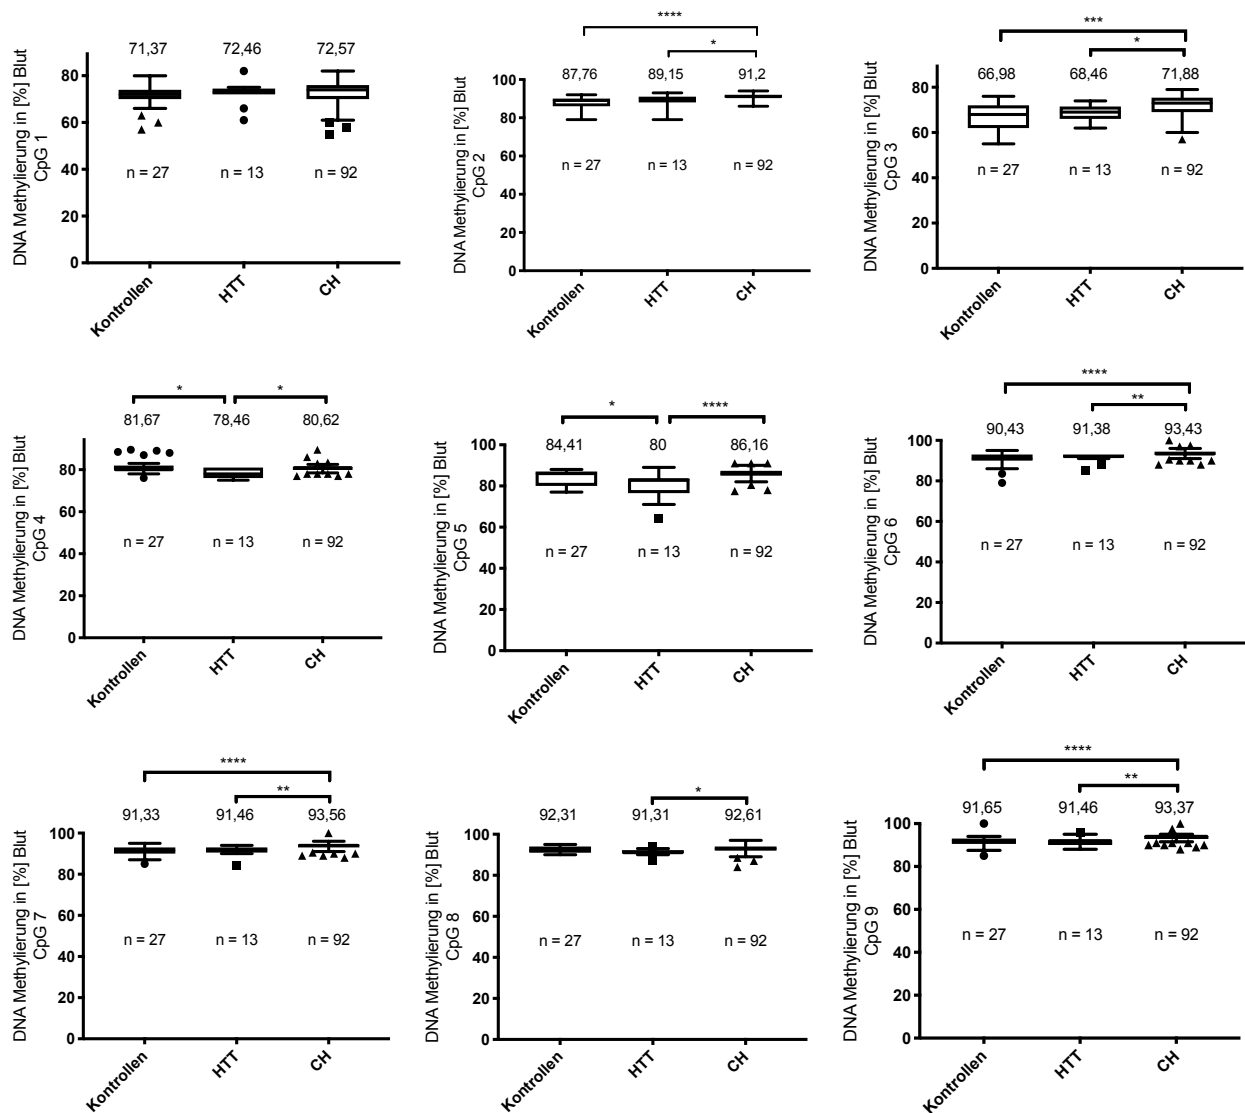 DNA Methylierung in [%] Blut
CpG 1
71,37 72,46 72,57
80
60
40
20
0
n = 27 n = 13 n = 92
Kontrollen HTT CH
DNA Methylierung in [%] Blut
CpG 2
****
*
87,76 89,15 91,2
100
80
60
40
20
0
n = 27 n = 13 n = 92
Kontrollen HTT CH
DNA Methylierung in [%] Blut
CpG 3
***
*
66,98 68,46 71,88
80
60
40
20
0
n = 27 n = 13 n = 92
Kontrollen HTT CH
DNA Methylierung in [%] Blut
CpG 4
* *
81,67 78,46 80,62
80
60
40
20
0
n = 27 n = 13 n = 92
Kontrollen HTT CH
DNA Methylierung in [%] Blut
CpG 5
* ****
84,41 80 86,16
100
80
60
40
20
0
n = 27 n = 13 n = 92
Kontrollen HTT CH
DNA Methylierung in [%] Blut
CpG 6
****
**
90,43 91,38 93,43
100
80
60
40
20
0
n = 27 n = 13 n = 92
Kontrollen HTT CH
DNA Methylierung in [%] Blut
CpG 7
****
**
91,33 91,46 93,56
100
80
60
40
20
0
n = 27 n = 13 n = 92
Kontrollen HTT CH
DNA Methylierung in [%] Blut
CpG 8
*
92,31 91,31 92,61
100
80
60
40
20
0
n = 27 n = 13 n = 92
Kontrollen HTT CH
DNA Methylierung in [%] Blut
CpG 9
****
**
91,65 91,46 93,37
100
80
60
40
20
0
n = 27 n = 13 n = 92
Kontrollen HTT CH